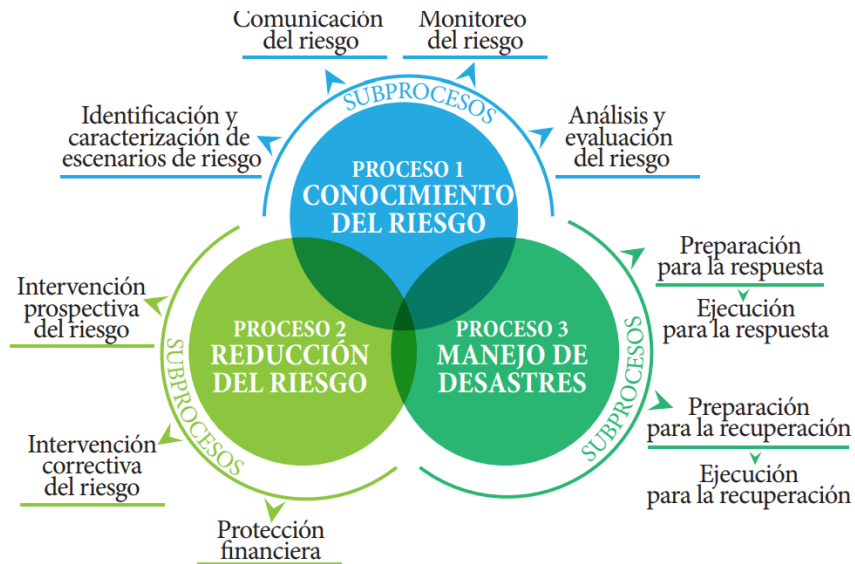 Comunicación
del riesgo
Monitoreo
del riesgo
Identificación y
caracterización de
escenarios de riesgo
SUBPROCESOS
Análisis y
evaluación
del riesgo
PROCESO 1
CONOCIMIENTO
DEL RIESGO
Intervención
prospectiva
del riesgo
SUBPROCESOS
Intervención
correctiva
del riesgo
Protección
financiera
PROCESO 2
REDUCCIÓN
DEL RIESGO
PROCESO 3
MANEJO DE
DESASTRES
SUBPROCESOS
Preparación
para la respuesta
Ejecución
para la respuesta
Preparación
para la recuperación
Ejecución
para la recuperación